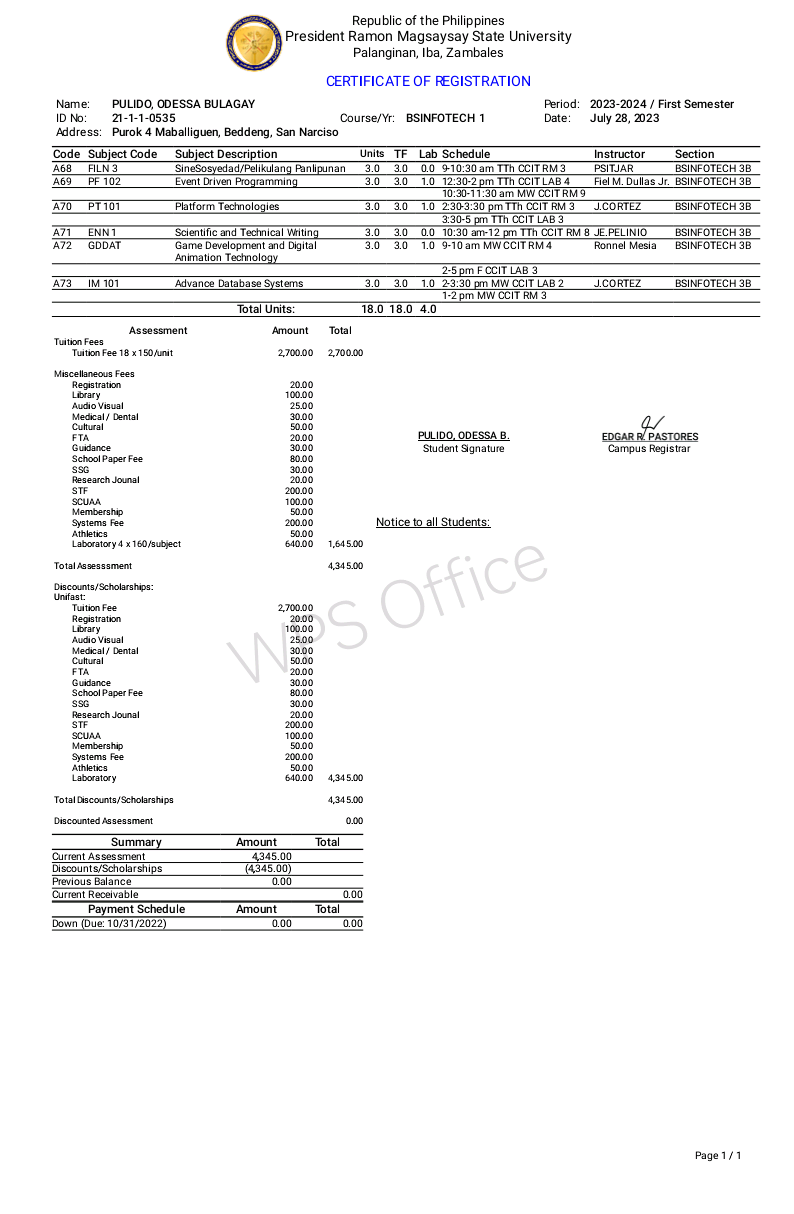 Republic of the Philippines
President Ramon Magsaysay State University
Palanginan, Iba, Zambales
CERTIFICATE OF REGISTRATION
Name: PULIDO, ODESSA BULAGAY Period: 2023-2024 / First Semester
ID No: 21-1-1-0535 Course/Yr: BSINFOTECH 1 Date: July 28, 2023
Address: Purok 4 Maballiguen, Beddeng, San Narciso
Code Subject Code Subject Description Units TF Lab Schedule Instructor Section
A68 FILN 3 SineSosyedad/Pelikulang Panlipunan 3.0 3.0 0.0 9-10:30 am TTh CCIT RM 3 PSITJAR BSINFOTECH 3B
A69 PF 102 Event Driven Programming 3.0 3.0 1.0 12:30-2 pm TTh CCIT LAB 4 Fiel M. Dullas Jr. BSINFOTECH 3B
10:30-11:30 am MW CCIT RM 9
A70 PT 101 Platform Technologies 3.0 3.0 1.0 2:30-3:30 pm TTh CCIT RM 3 J.CORTEZ BSINFOTECH 3B
3:30-5 pm TTh CCIT LAB 3
A71 ENN 1 Scientific and Technical Writing 3.0 3.0 0.0 10:30 am-12 pm TTh CCIT RM 8 JE.PELINIO BSINFOTECH 3B
A72 GDDAT Game Development and Digital 3.0 3.0 1.0 9-10 am MW CCIT RM 4 Ronnel Mesia BSINFOTECH 3B
Animation Technology
2-5 pm F CCIT LAB 3
A73 IM 101 Advance Database Systems 3.0 3.0 1.0 2-3:30 pm MW CCIT LAB 2 J.CORTEZ BSINFOTECH 3B
1-2 pm MW CCIT RM 3
Total Units: 18.0 18.0 4.0
Assessment Amount Total
Tuition Fees
Tuition Fee 18 x 150/unit 2,700.00 2,700.00
Miscellaneous Fees
Registration 20.00
Library 100.00
Audio Visual 25.00
Medical / Dental 30.00
Cultural 50.00
FTA 20.00
Guidance 30.00
School Paper Fee 80.00
SSG 30.00
Research Jounal 20.00
STF 200.00
SCUAA 100.00
Membership 50.00
Systems Fee 200.00
Athletics 50.00
Laboratory 4 x 160/subject 640.00 1,645.00
Total Assesssment 4,345.00
PULIDO, ODESSA B.
Student Signature
EDGAR R. PASTORES
Campus Registrar
Notice to all Students:
Discounts/Scholarships:
Unifast:
Tuition Fee 2,700.00
Registration 20.00
Library 100.00
Audio Visual 25.00
Medical / Dental 30.00
Cultural 50.00
FTA 20.00
Guidance 30.00
School Paper Fee 80.00
SSG 30.00
Research Jounal 20.00
STF 200.00
SCUAA 100.00
Membership 50.00
Systems Fee 200.00
Athletics 50.00
Laboratory 640.00 4,345.00
Total Discounts/Scholarships 4,345.00
Discounted Assessment 0.00
WPS Office
Summary Amount Total
Current Assessment 4,345.00
Discounts/Scholarships (4,345.00)
Previous Balance 0.00
Current Receivable 0.00
Payment Schedule Amount Total
Down (Due: 10/31/2022) 0.00 0.00
Page 1 / 1